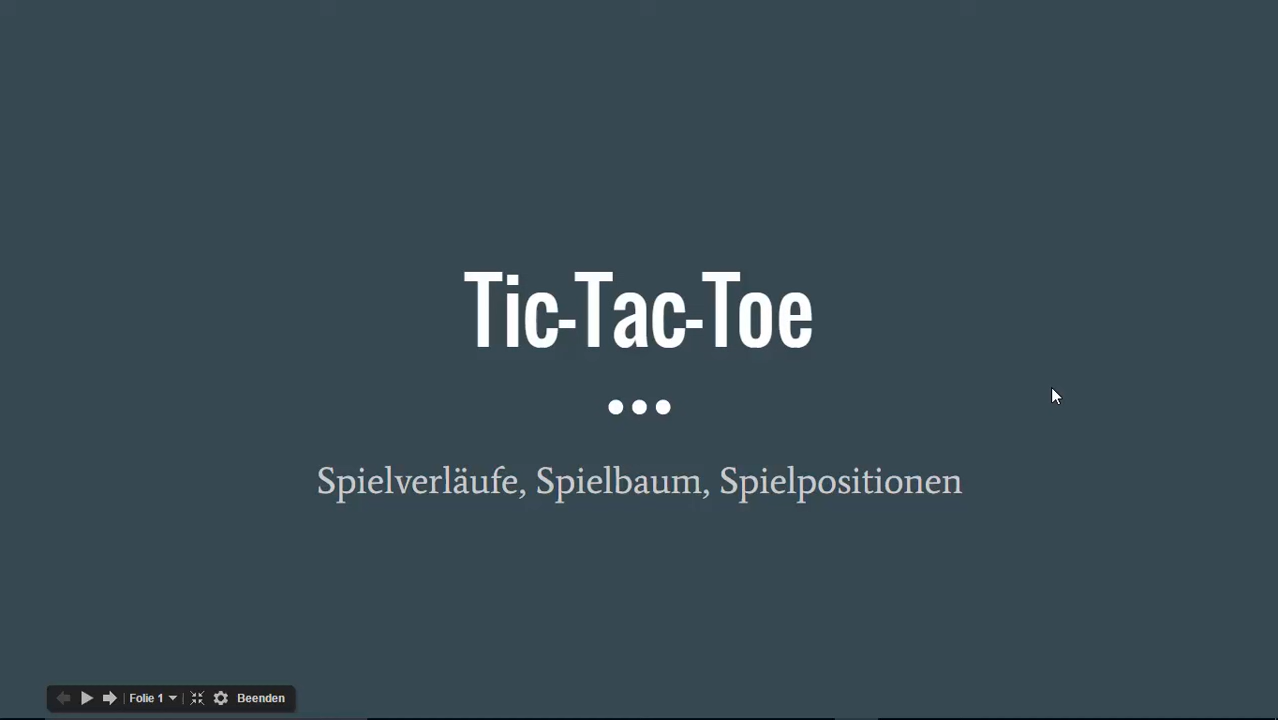 Tic-Tac-Toe
Spielverläufe, Spielbaum, Spielpositionen
Folie 1
Beenden